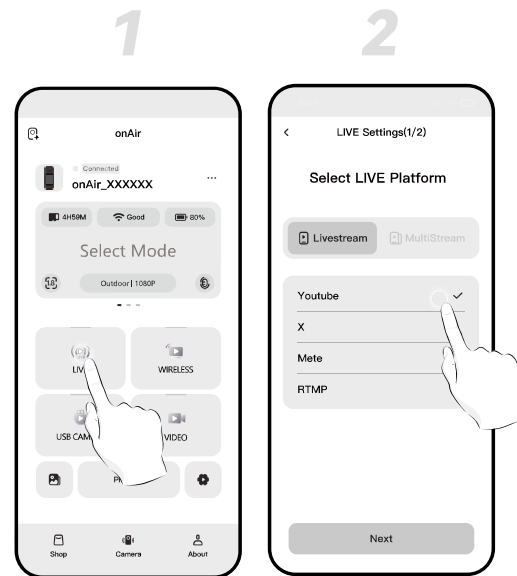 1
2
onAir
Connected
onAir_XXXXXX
4H59M
Good
80%
Select Mode
Outdoor | 1080P
LIV
WIRELESS
USB CAM
VIDEO
Shop
Camera
About
LIVE Settings(1/2)
Select LIVE Platform
Livestream
MultiStream
Youtube
X
Mete
RTMP
Next